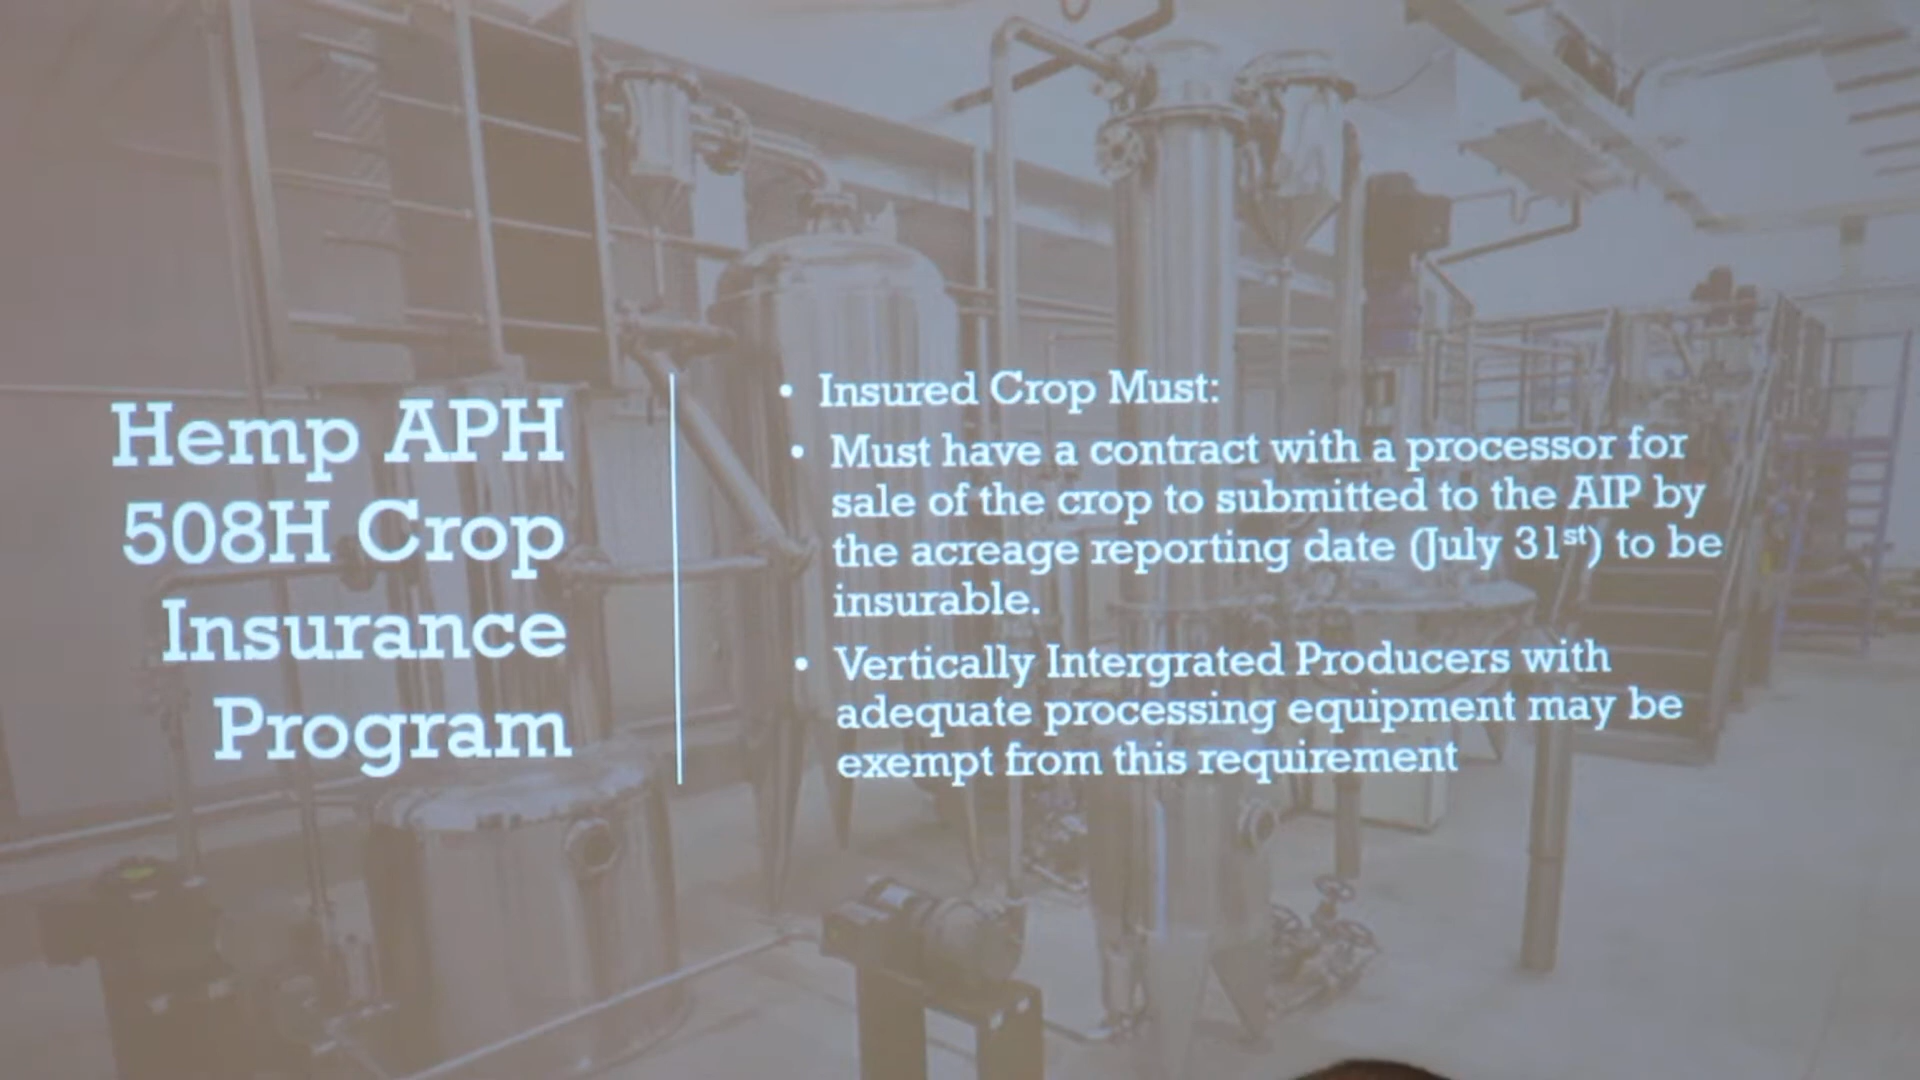 Hemp APH
508H Crop
Insurance
Program
• Insured Crop Must:
• Must have a contract with a processor for
sale of the crop to submitted to the AIP by
the acreage reporting date (July 31st) to be
insurable.
• Vertically Intergrated Producers with
adequate processing equipment may be
exempt from this requirement